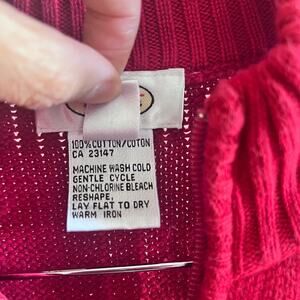 100% COTTON/COTON
CA 23147
MACHINE WASH COLD
GENTLE CYCLE
NON-CHLORINE BLEACH
RESHAPE,
LAY FLAT TO DRY
WARM IRON